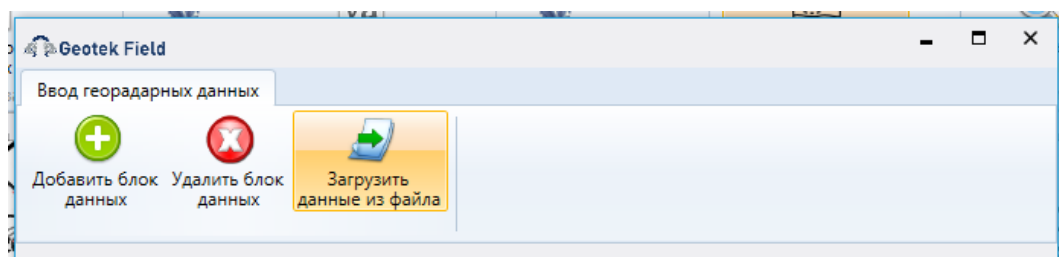 Geotek Field
Ввод георадарных данных
Добавить блок
данных
Удалить блок
данных
Загрузить
данные из файла